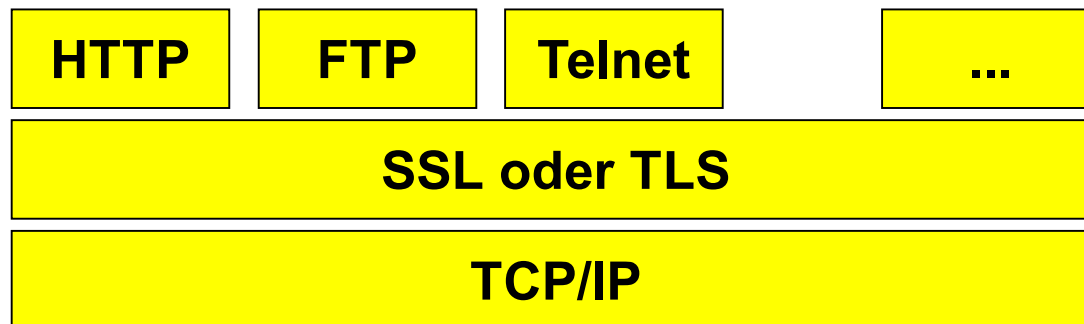 HTTP FTP Telnet ...
SSL oder TLS
TCP/IP